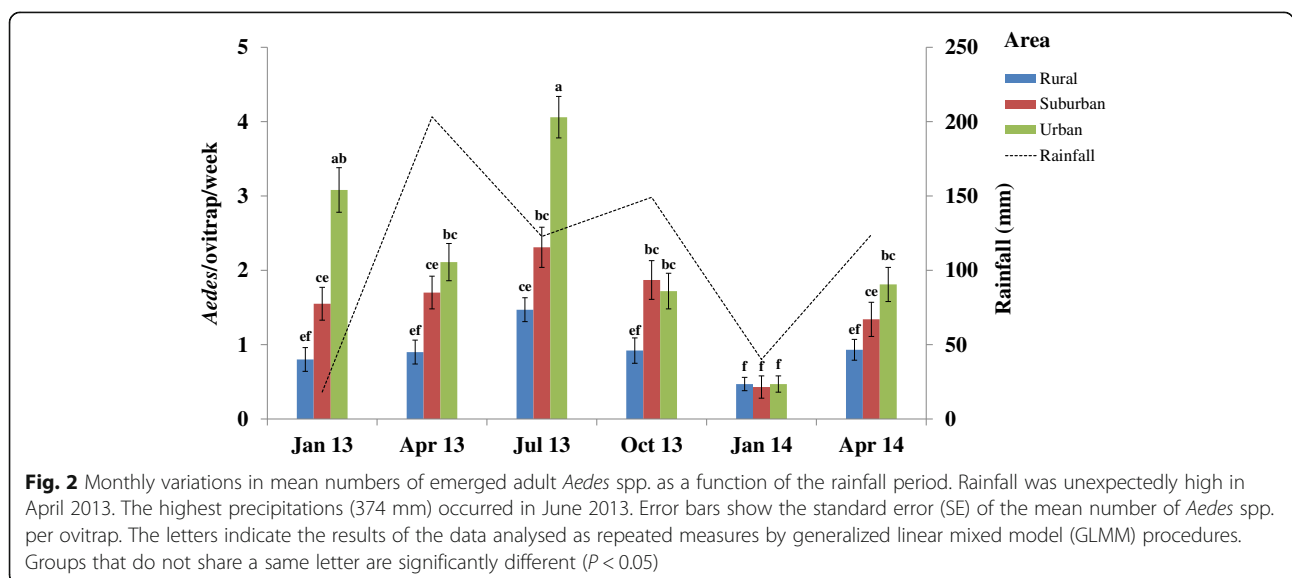 5
4
3
2
1
0
Aedes/ovitrap/week
250
200
150
100
50
0
Rainfall (mm)
Area
Rural
Suburban
Urban
Rainfall
ef ce ab
ef ce bc
ce bc a
ef bc bc
f f f
ef ce bc
Jan 13 Apr 13 Jul 13 Oct 13 Jan 14 Apr 14
Fig. 2 Monthly variations in mean numbers of emerged adult Aedes spp. as a function of the rainfall period. Rainfall was unexpectedly high in
April 2013. The highest precipitations (374 mm) occurred in June 2013. Error bars show the standard error (SE) of the mean number of Aedes spp.
per ovitrap. The letters indicate the results of the data analysed as repeated measures by generalized linear mixed model (GLMM) procedures.
Groups that do not share a same letter are significantly different (P < 0.05)